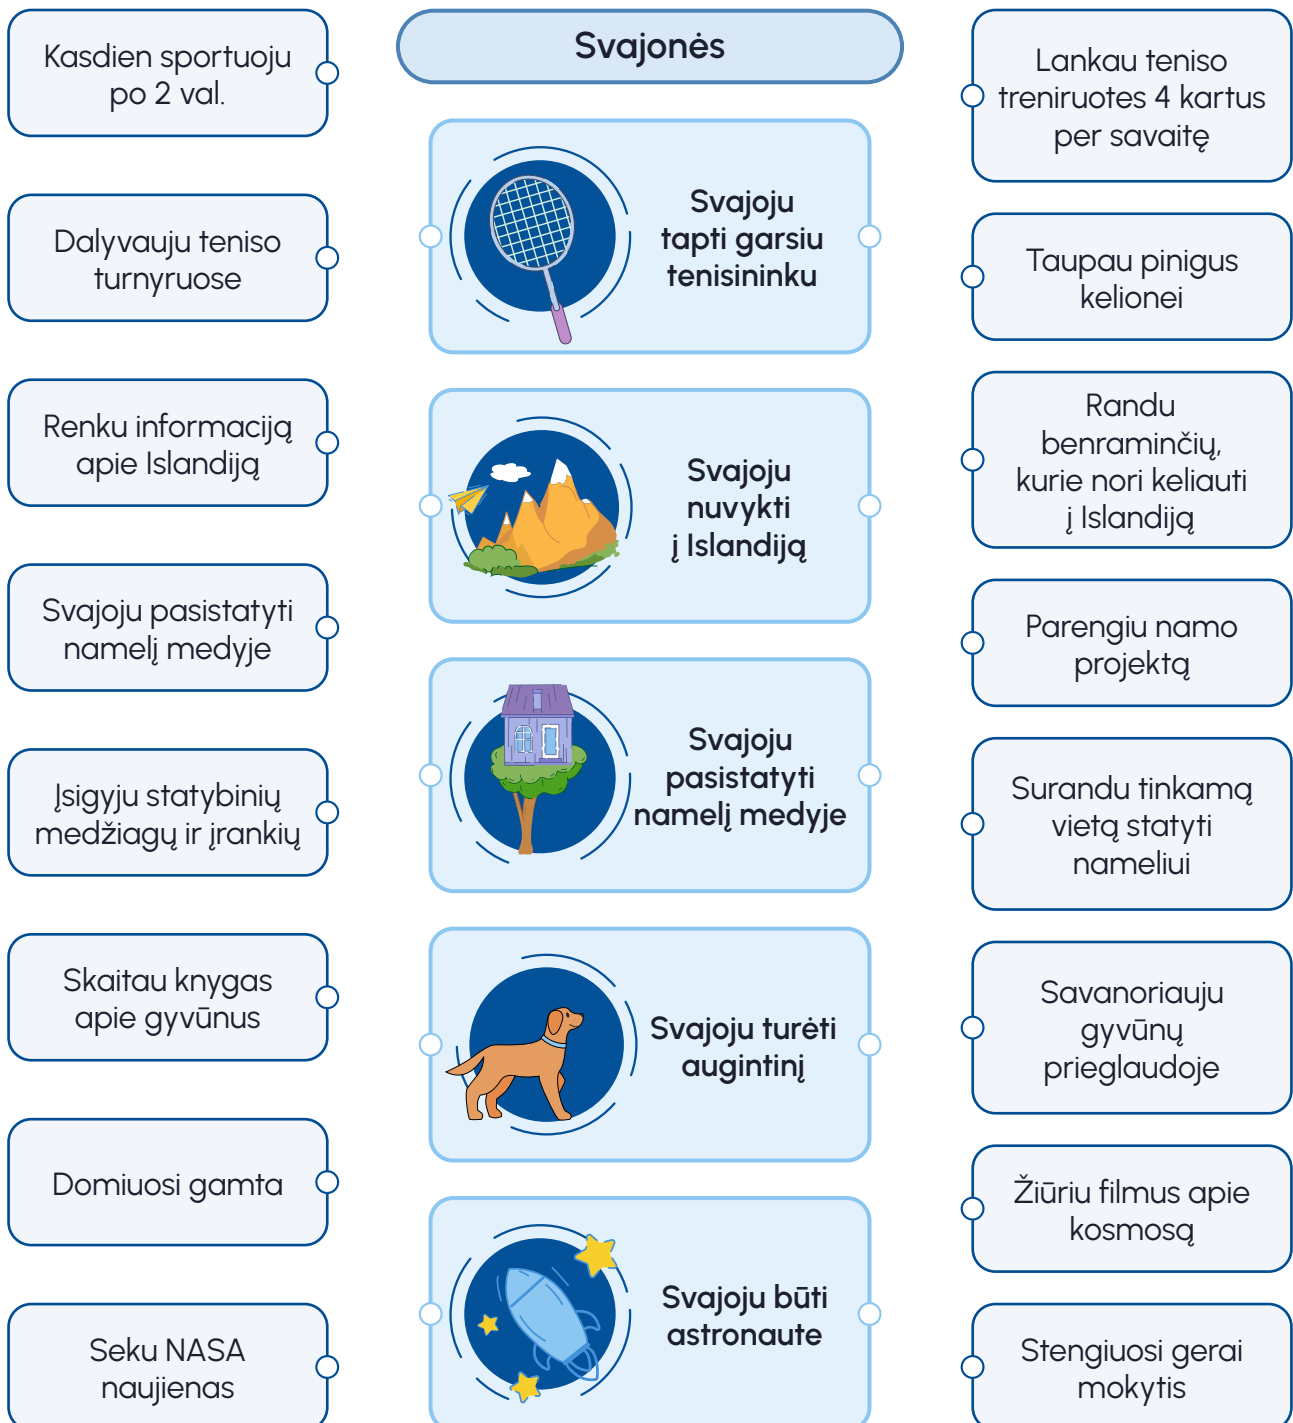 Kasdien sportuoju
po 2 val.
Dalyvauju teniso
turnyruose
Renku informaciją
apie Islandiją
Svajoju pasistatyti
namelį medyje
Įsigyju statybinių
medžiagų ir įrankių
Skaitau knygas
apie gyvūnus
Domiuosi gamta
Seku NASA
naujienas
Svajonės
Svajoju
tapti garsiu
tenisininku
Svajoju
nuvykti
į Islandiją
Svajoju
pasistatyti
namelį medyje
Svajoju turėti
augintinį
Svajoju būti
astronaute
Lankau teniso
treniruotes 4 kartus
per savaitę
Taupau pinigus
kelionei
Randu
benraminčių,
kurie nori keliauti
į Islandiją
Parengiu namo
projektą
Surandu tinkamą
vietą statyti
nameliui
Savanoriauju
gyvūnų
prieglaudoje
Žiūriu filmus apie
kosmosą
Stengiuosi gerai
mokytis